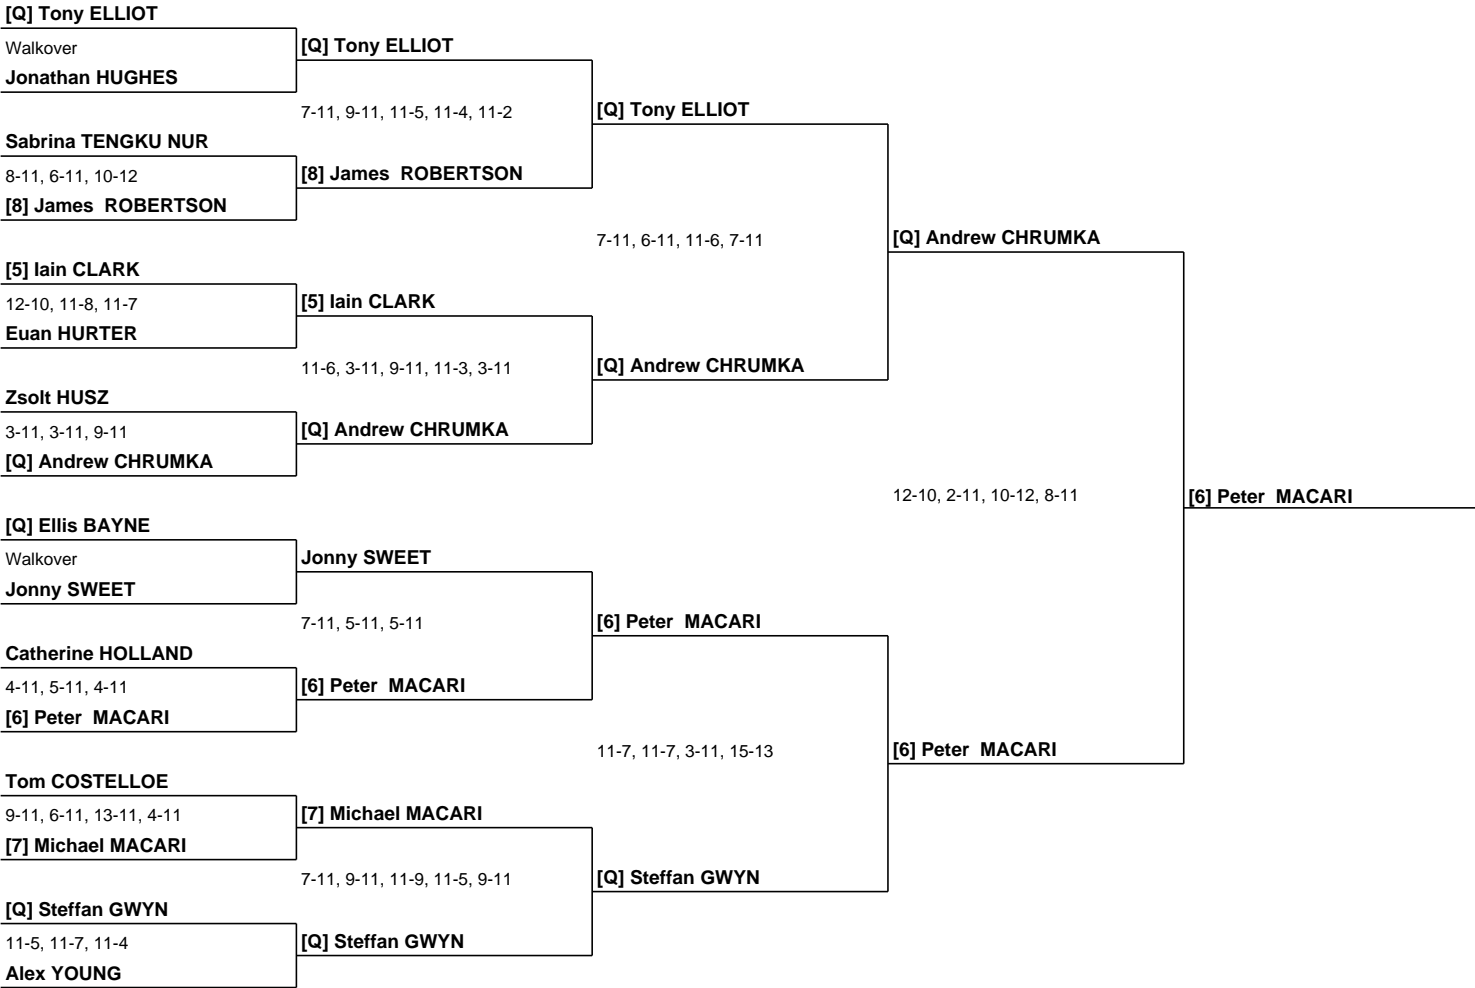 [Q] Tony ELLIOT
Walkover
Jonathan HUGHES
Sabrina TENGKU NUR
8-11, 6-11, 10-12
[8] James  ROBERTSON
[5] Iain CLARK
12-10, 11-8, 11-7
Euan HURTER
Zsolt HUSZ
3-11, 3-11, 9-11
[Q] Andrew CHRUMKA
[Q] Ellis BAYNE
Walkover
Jonny SWEET
Catherine HOLLAND
4-11, 5-11, 4-11
[6] Peter  MACARI
Tom COSTELLOE
9-11, 6-11, 13-11, 4-11
[7] Michael MACARI
[Q] Steffan GWYN
11-5, 11-7, 11-4
Alex YOUNG
[Q] Tony ELLIOT
7-11, 9-11, 11-5, 11-4, 11-2
[8] James  ROBERTSON
[5] Iain CLARK
11-6, 3-11, 9-11, 11-3, 3-11
[Q] Andrew CHRUMKA
Jonny SWEET
7-11, 5-11, 5-11
[6] Peter  MACARI
[7] Michael MACARI
7-11, 9-11, 11-9, 11-5, 9-11
[Q] Steffan GWYN
[Q] Tony ELLIOT
7-11, 6-11, 11-6, 7-11
[Q] Andrew CHRUMKA
[6] Peter  MACARI
11-7, 11-7, 3-11, 15-13
[Q] Steffan GWYN
[Q] Andrew CHRUMKA
12-10, 2-11, 10-12, 8-11
[6] Peter  MACARI
[6] Peter  MACARI